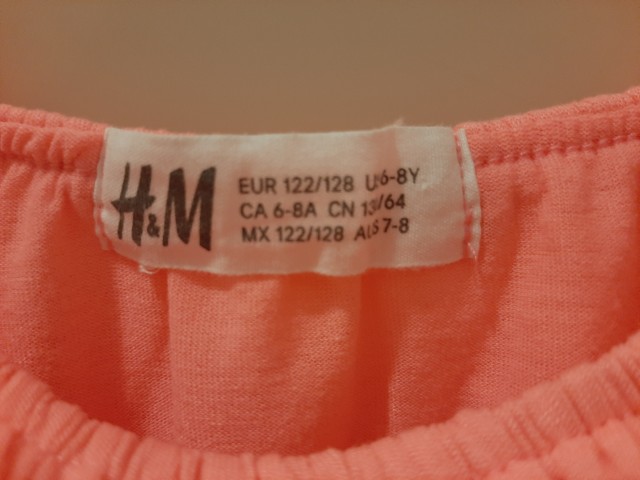 H&M
EUR 122/128 US 6-8Y
CA 6-8A CN 130/64
MX 122/128 AUS 7-8